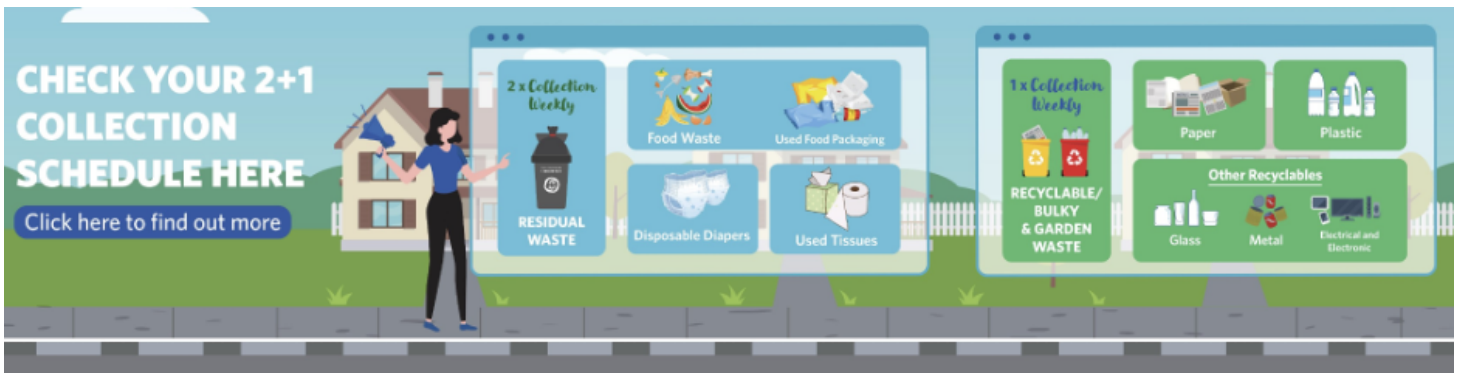 CHECK YOUR 2+1
COLLECTION
SCHEDULE HERE
Click here to find out more
2 x Collection
Weekly
RESIDUAL
WASTE
Food Waste
Used Food Packaging
Disposable Diapers
Used Tissues
1 x Collection
Weekly
RECYCLABLE/
BULKY
& GARDEN
WASTE
Paper
Plastic
Other Recyclables
Glass
Metal
Electrical and
Electronic